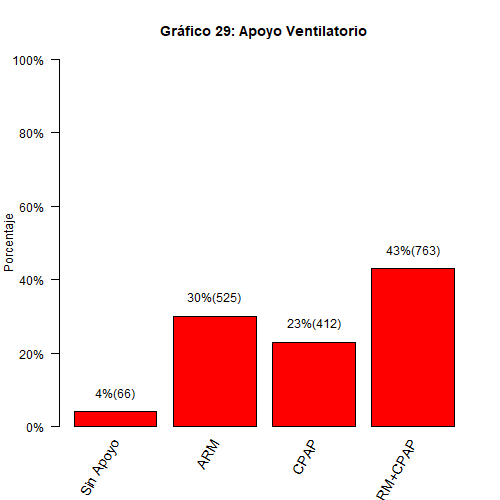 Gráfico 29: Apoyo Ventilatorio
100%
80%
60%
40%
20%
0%
Porcentaje
4%(66)
30%(525)
23%(412)
43%(763)
Sin Apoyo
ARM
CPAP
RM+CPAP